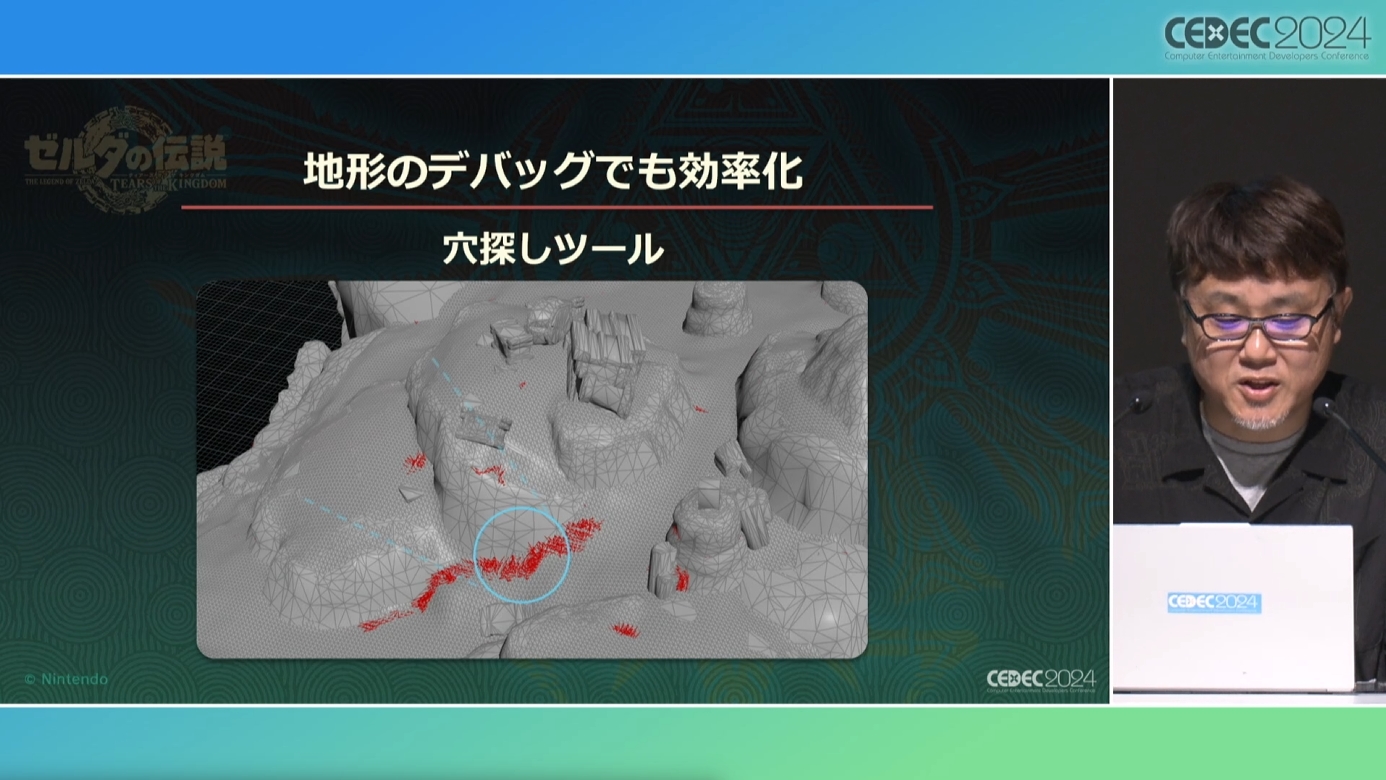 CEDEC2024
Computer Entertainment Developers Conference
ゼルダの伝説
THE LEGEND OF ZELDA
TEARS OF THE KINGDOM
地形のデバッグでも効率化
穴探しツール
© Nintendo
CEDEC2024
Computer Entertainment Developers Conference
CEDEC2024